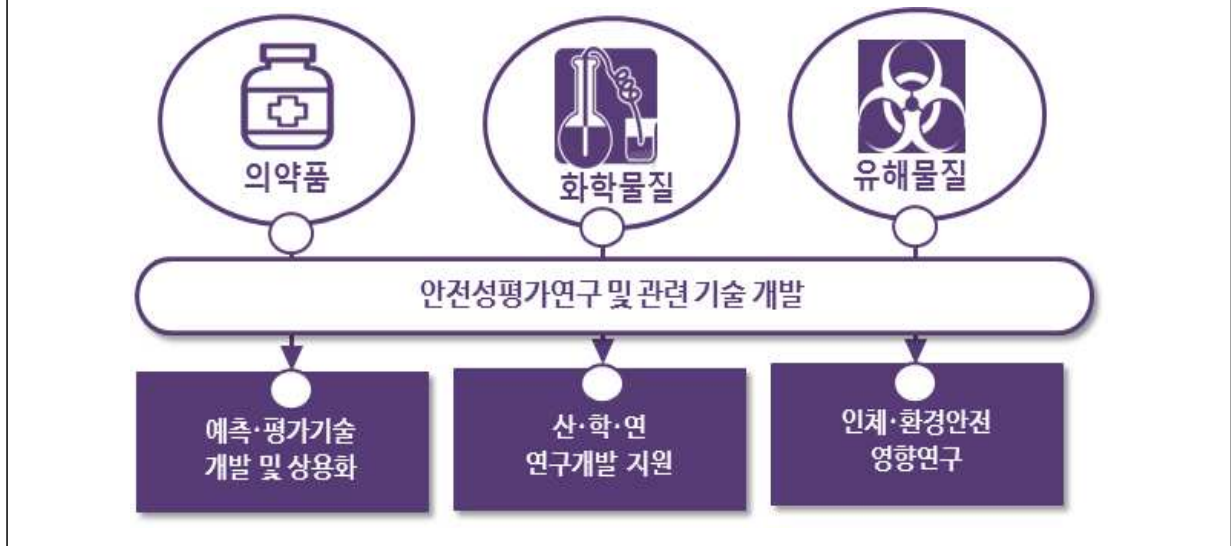 의약품
화학물질
유해물질
안전성평가연구 및 관련 기술 개발
예측·평가기술
개발 및 상용화
산·학·연
연구개발 지원
인체·환경안전
영향연구